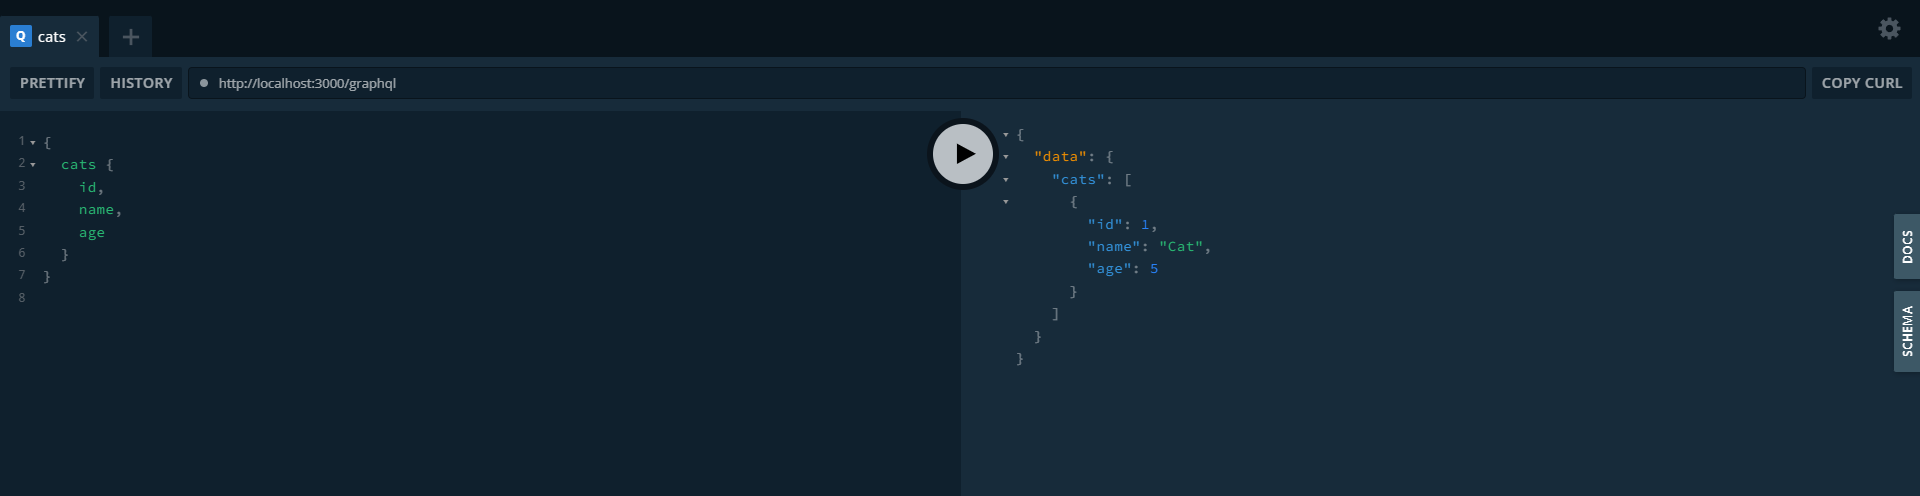 Q cats
PRETTIFY HISTORY http://localhost:3000/graphql COPY CURL
1 {
2 cats {
3 id,
4 name,
5 age
6 }
7 }
8
{
"data": {
"cats": [
{
"id": 1,
"name": "Cat",
"age": 5
}
]
}
}
DOCS
SCHEMA